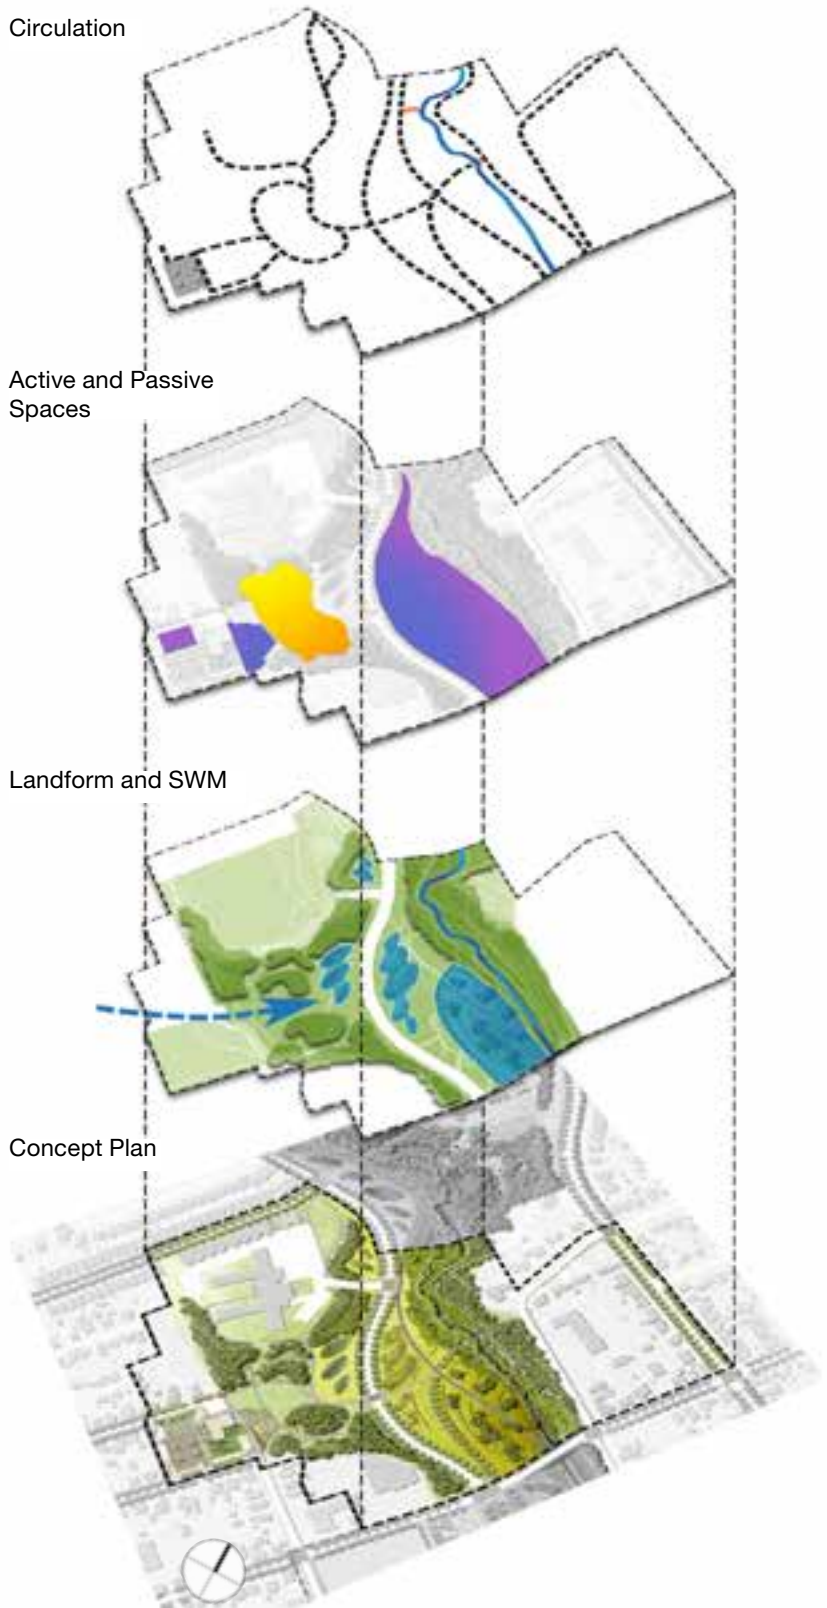 Circulation
Active and Passive
Spaces
Landform and SWM
Concept Plan